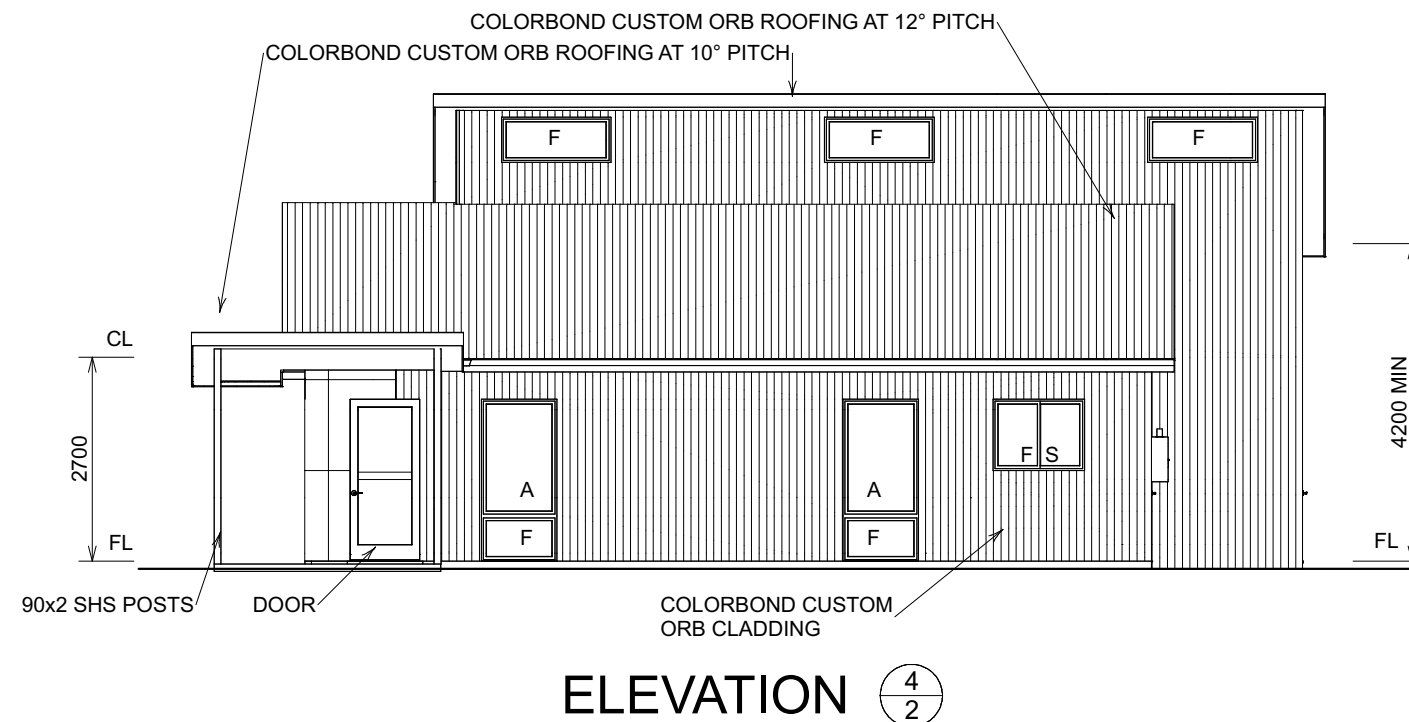 COLORBOND CUSTOM ORB ROOFING AT 12° PITCH
COLORBOND CUSTOM ORB ROOFING AT 10° PITCH
F
F
F
CL
2700
FL
4200 MIN
FL
A
F
A
F
F S
90x2 SHS POSTS
DOOR
COLORBOND CUSTOM
ORB CLADDING
ELEVATION
4
2